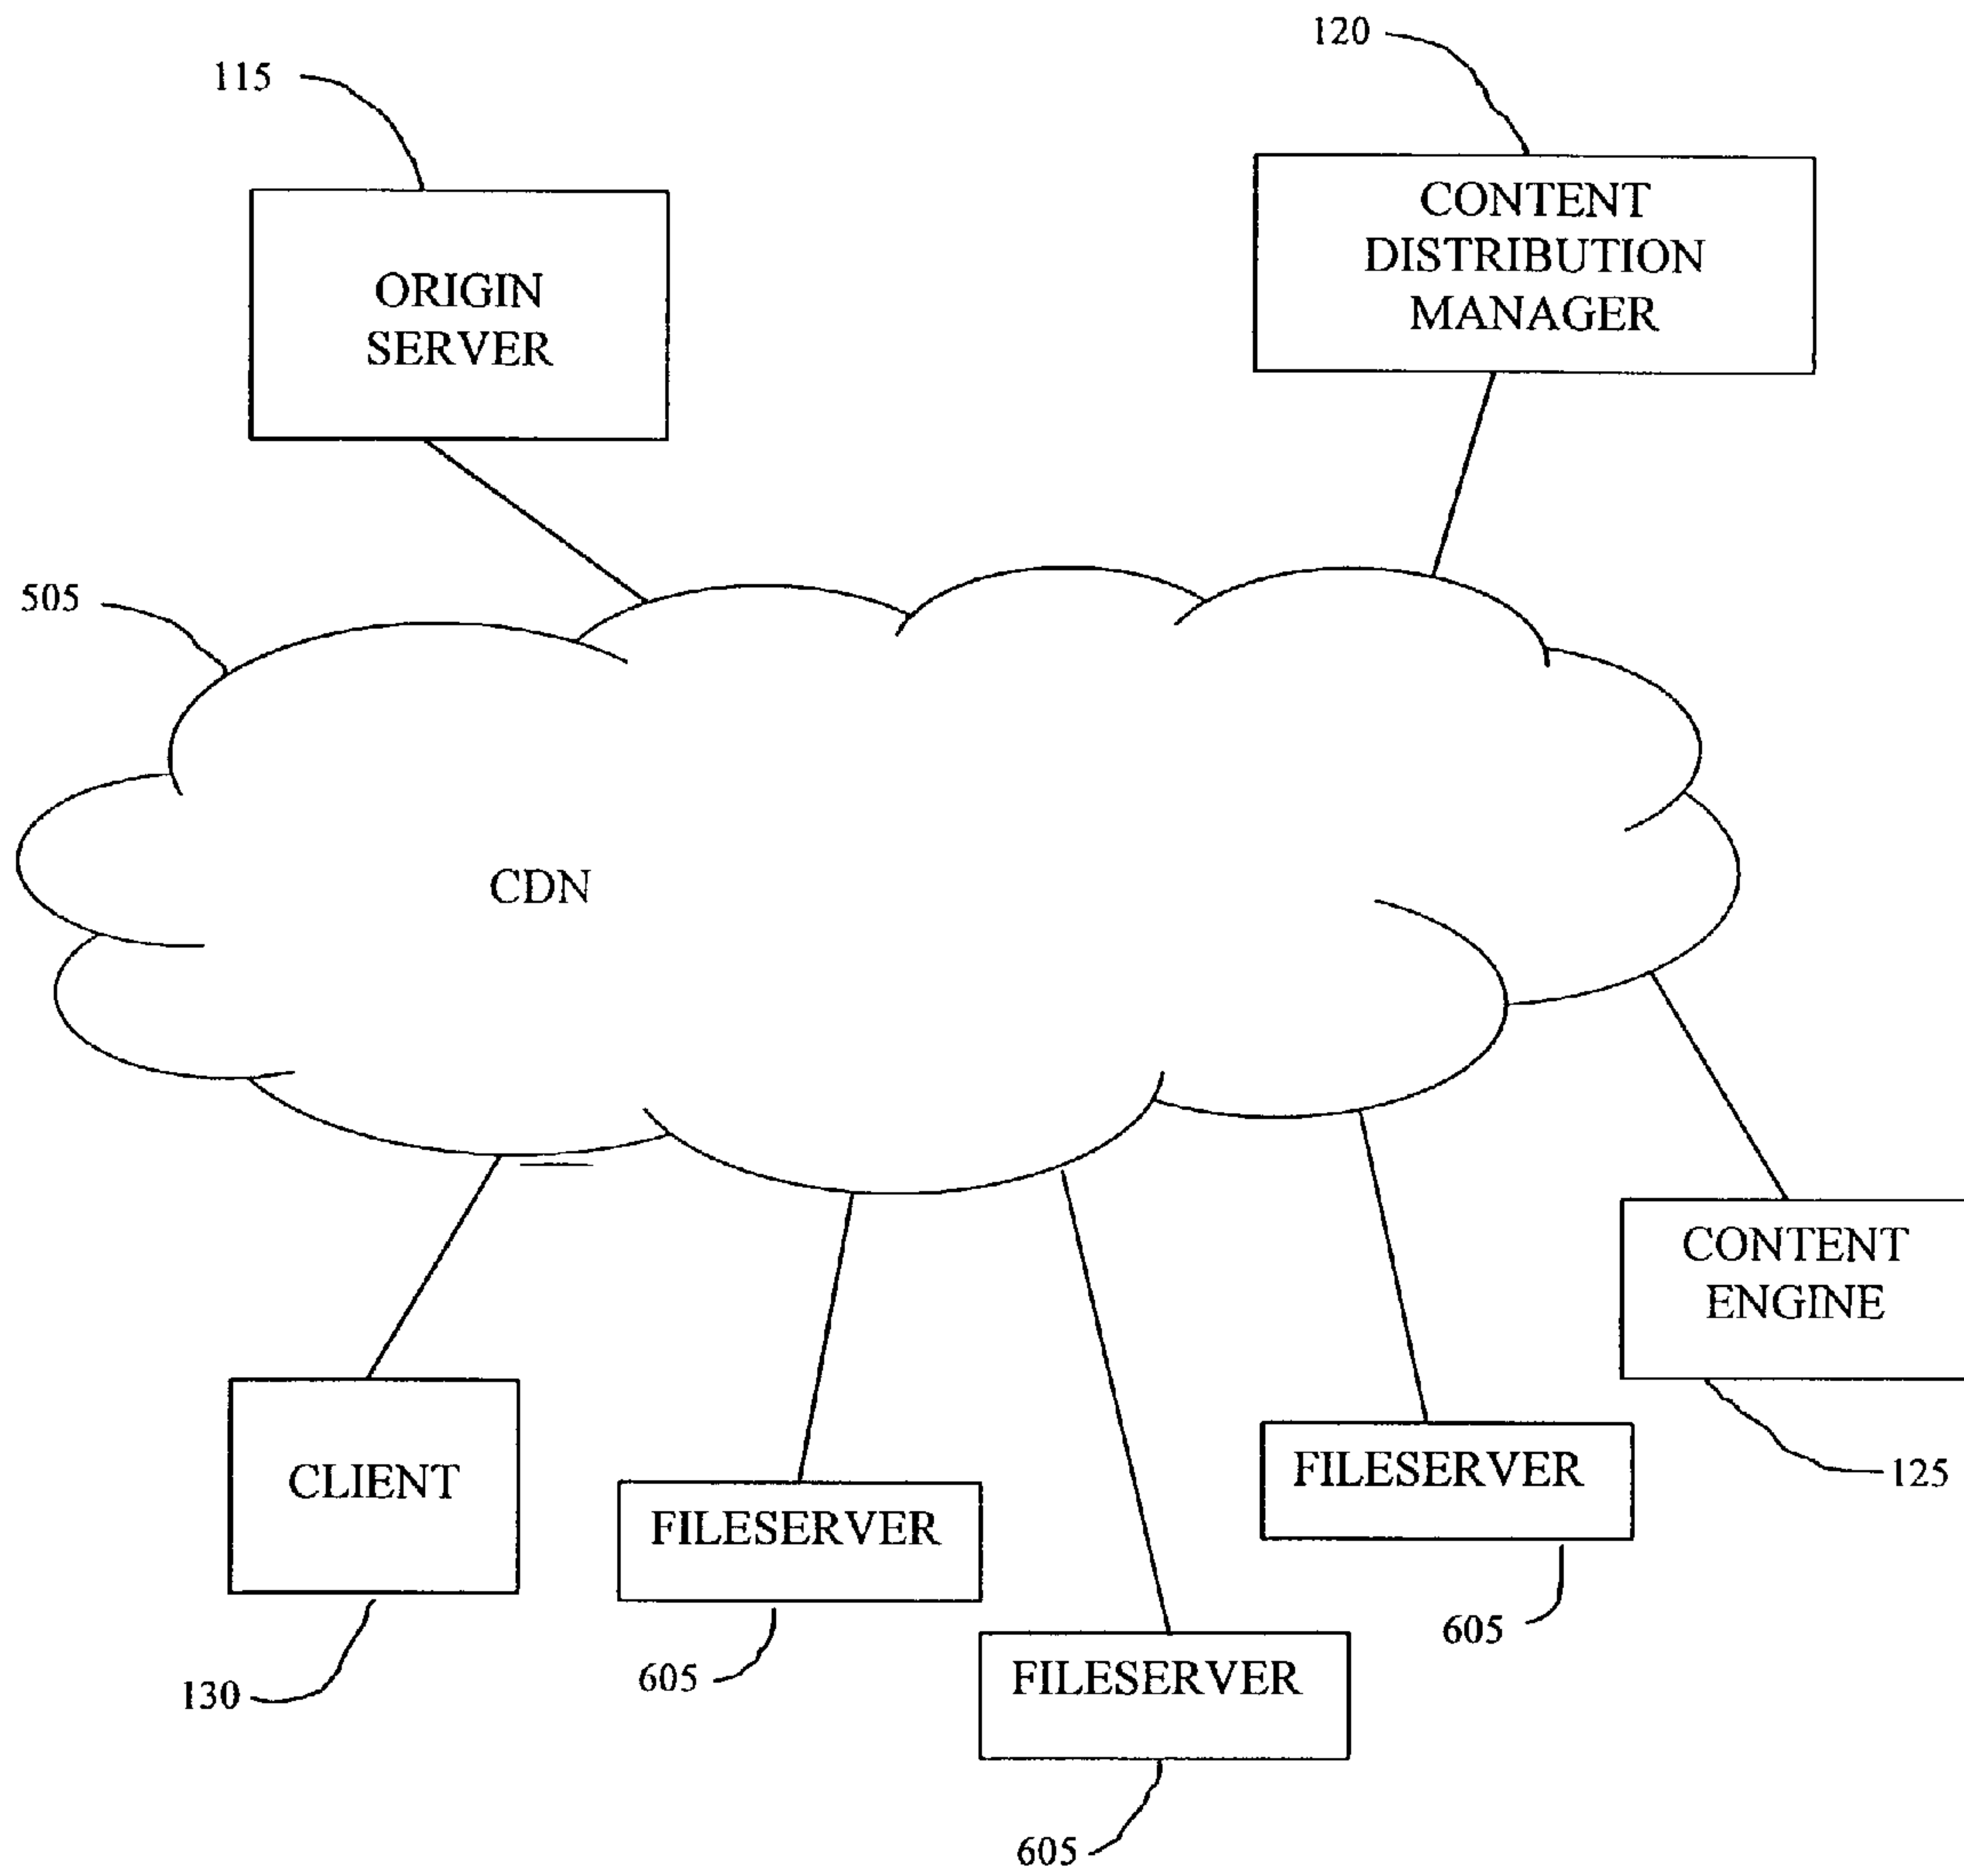 120
115
CONTENT
DISTRIBUTION
MANAGER
ORIGIN
SERVER
505
CDN
CONTENT
ENGINE
CLIENT
FILESERVER
FILESERVER
125
605
605
130
FILESERVER
605